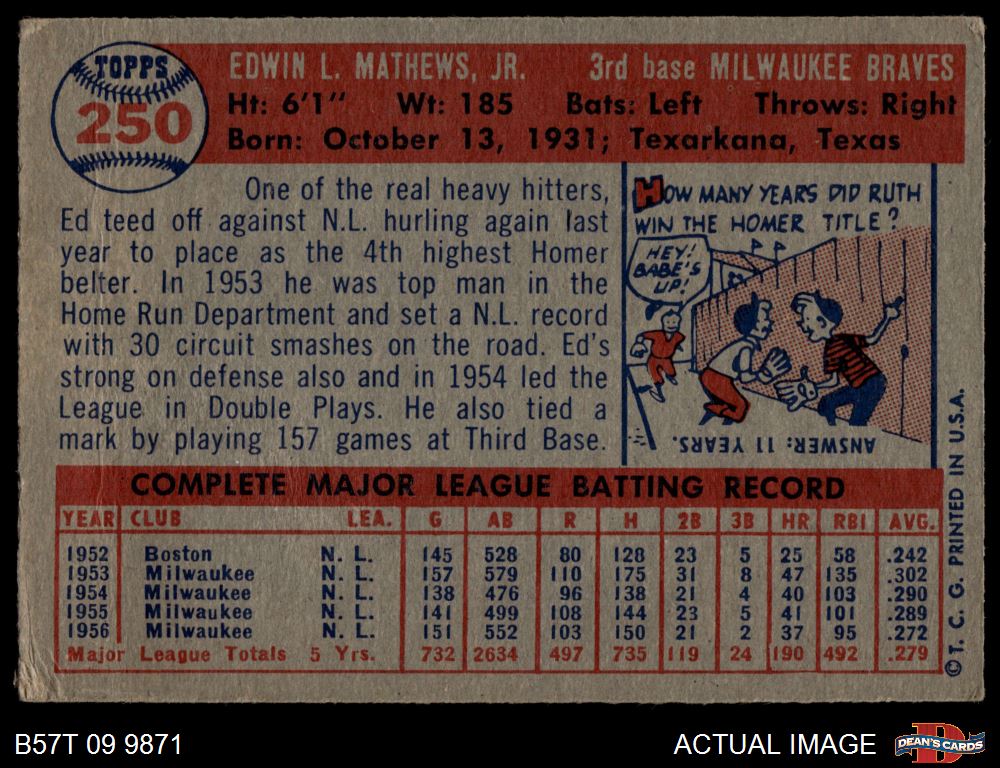 TOPPS
250
EDWIN L. MATHEWS, JR. 3rd base MILWAUKEE BRAVES
Ht: 6'1" Wt: 185 Bats: Left Throws: Right
Born: October 13, 1931; Texarkana, Texas
One of the real heavy hitters,
Ed teed off against N.L. hurling again last
year to place as the 4th highest Homer
belter. In 1953 he was top man in the
Home Run Department and set a N.L. record
with 30 circuit smashes on the road. Ed's
strong on defense also and in 1954 led the
League in Double Plays. He also tied a
mark by playing 157 games at Third Base.
HOW MANY YEARS DID RUTH
WIN THE HOMER TITLE?
HEY!
BABE'S
UP!
ANSWER: 11 YEARS.
COMPLETE MAJOR LEAGUE BATTING RECORD
YEAR CLUB LEA. G AB R H 2B 3B HR RBI AVG.
1952 Boston N. L. 145 528 80 128 23 5 25 58 .242
1953 Milwaukee N. L. 157 579 110 175 31 8 47 135 .302
1954 Milwaukee N. L. 138 476 96 138 21 4 40 103 .290
1955 Milwaukee N. L. 141 499 108 144 23 5 41 101 .289
1956 Milwaukee N. L. 151 552 103 150 21 2 37 95 .272
Major League Totals 5 Yrs. 732 2634 497 735 119 24 190 492 .279
© T. C. G. PRINTED IN U.S.A.
B57T 09 9871
ACTUAL IMAGE
D
DEAN'S CARDS